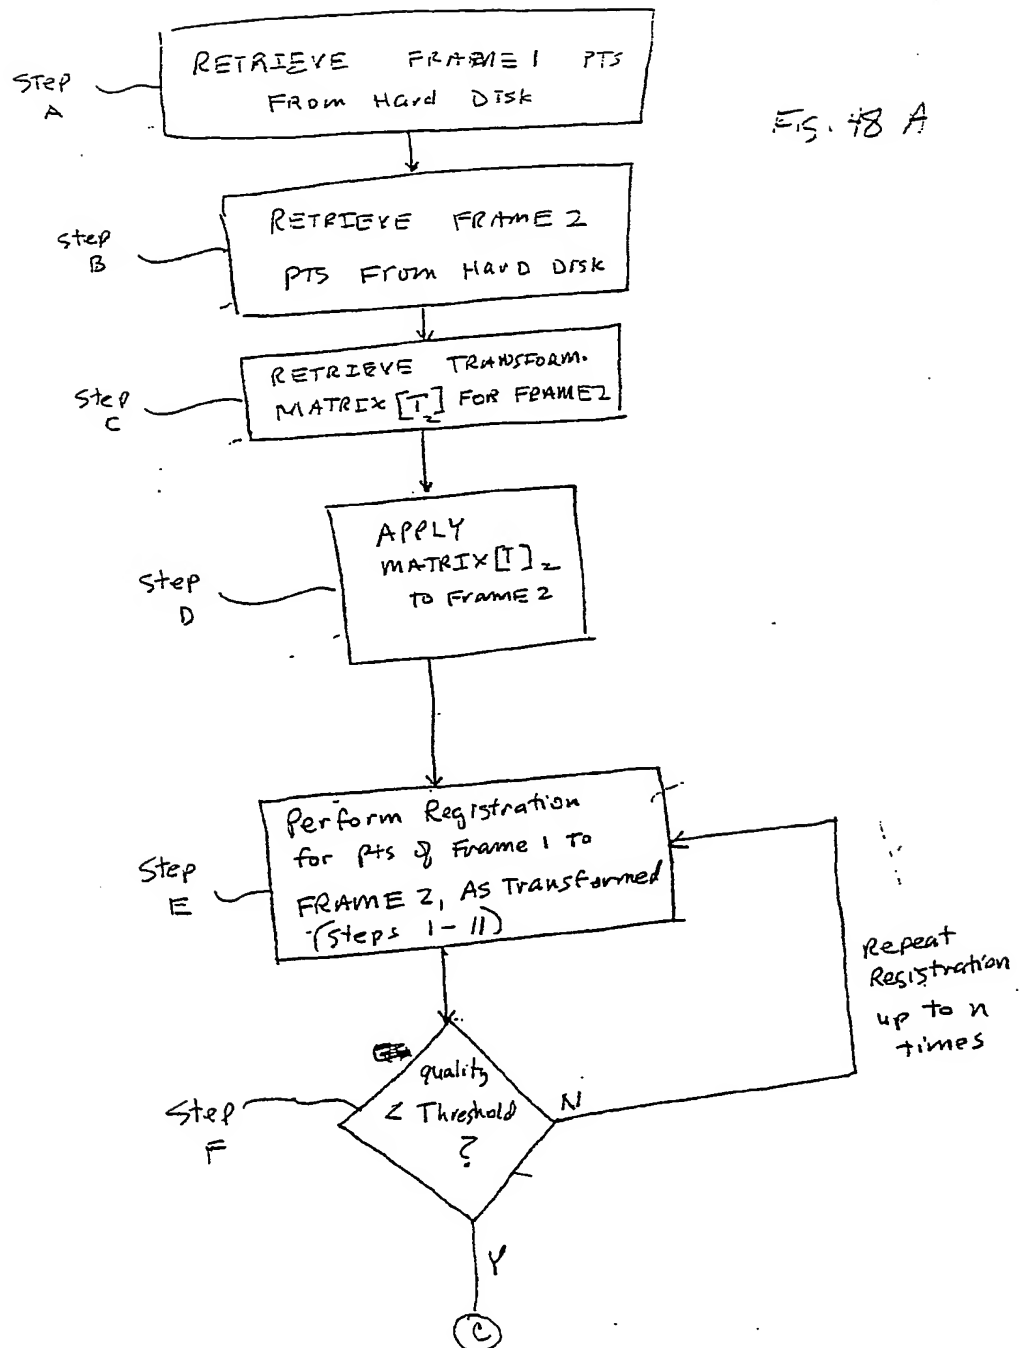 RETRIEVE FRAME 1 PTS
FROM Hard DISK
Step
A
Fig. 48 A
RETRIEVE FRAME 2
PTS From HarD DISK
Step
B
RETRIEVE TRANSFORM.
MATRIX [T2] FOR FRAME 2
Step
C
APPLY
MATRIX [T]2
to FramE 2
Step
D
Perform Registration
for Pts of Frame 1 to
FRAME 2, As Transformed
(Steps 1-11)
Step
E
Repeat
Registration
up to n
times
quality
< Threshold
?
N
Step
F
Y
C